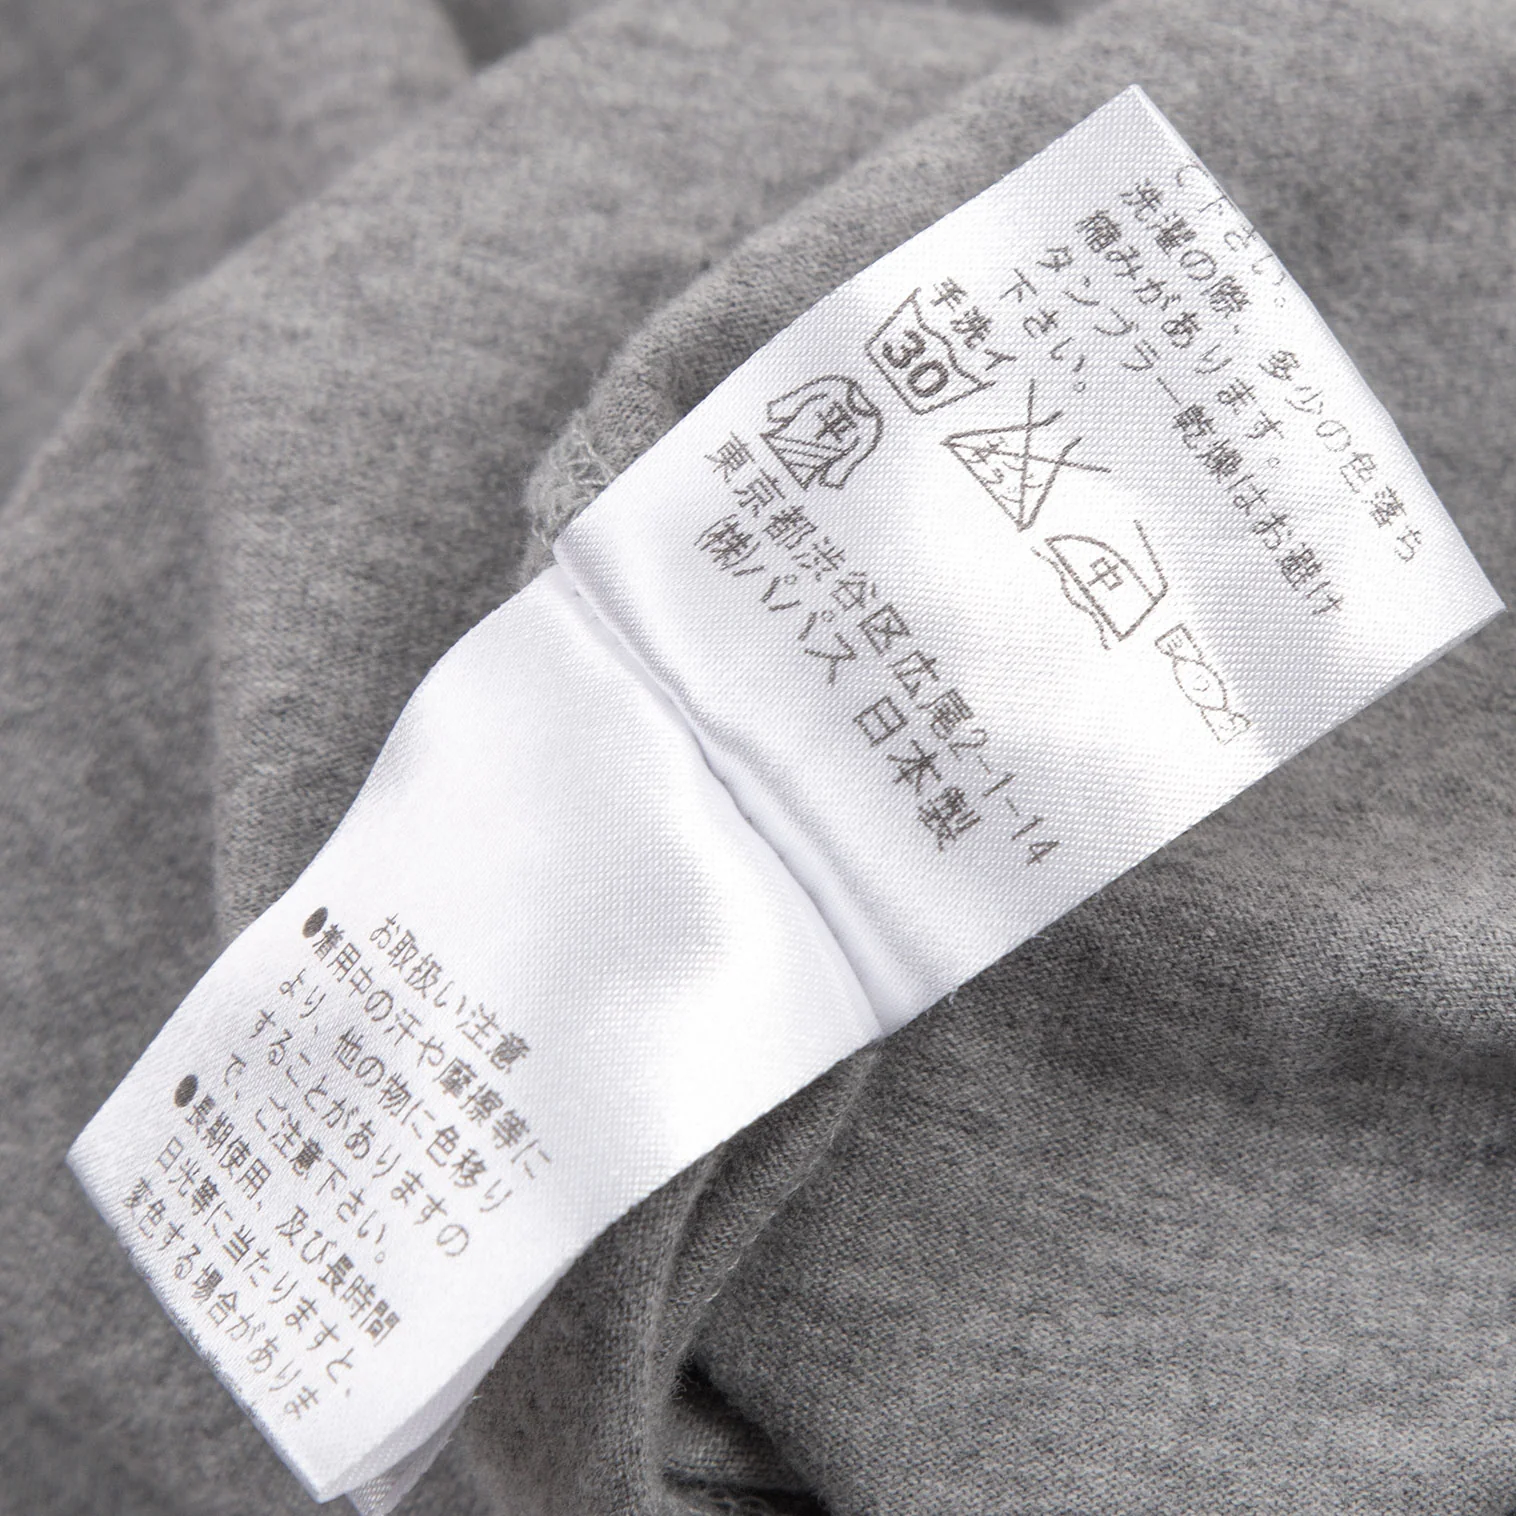 下さい。
洗濯の際、多少の色落ち
縮みがあります。
タンブラー乾燥はお避け
下さい。
手洗イ
30
中
東京都渋谷区広尾2-1-14
(株)パパス 日本製
お取扱い注意
●着用中の汗や摩擦等に
より、他の物に色移り
することがありますの
で、ご注意下さい。
●長期使用、及び長時間
日光等に当たりますと、
変色する場合がありま